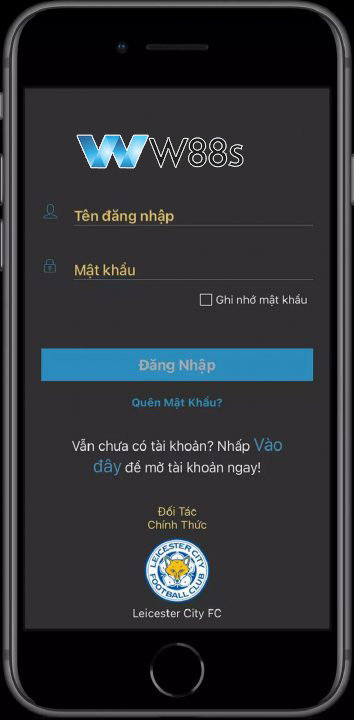 W88s
Tên đăng nhập
Mật khẩu
Ghi nhớ mật khẩu
Đăng Nhập
Quên Mật Khẩu?
Vẫn chưa có tài khoản? Nhấp Vào
đây để mở tài khoản ngay!
Đối Tác
Chính Thức
LEICESTER CITY
FOOTBALL CLUB
Leicester City FC